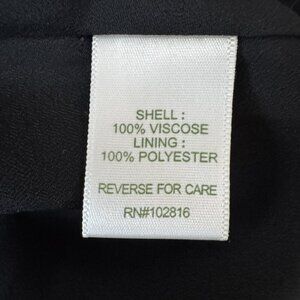 SHELL :
100% VISCOSE
LINING :
100% POLYESTER
REVERSE FOR CARE
RN#102816